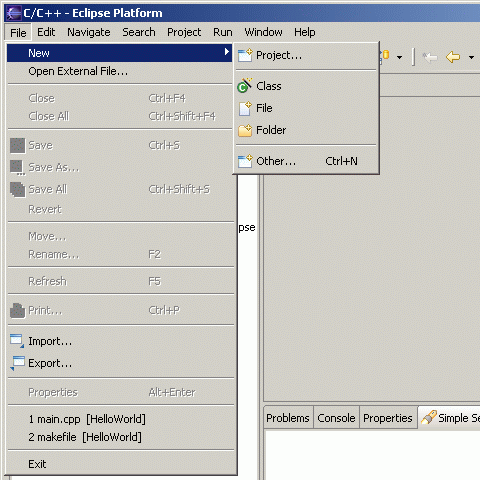 C/C++ - Eclipse Platform
File Edit Navigate Search Project Run Window Help
New
Project...
Open External File...
Class
Close Ctrl+F4
File
Close All Ctrl+Shift+F4
Folder
Save Ctrl+S
Other... Ctrl+N
Save As...
Save All Ctrl+Shift+S
Revert
pse
Move...
Rename... F2
Refresh F5
Print... Ctrl+P
Import...
Export...
Properties Alt+Enter
Problems Console Properties Simple Se
1 main.cpp [HelloWorld]
2 makefile [HelloWorld]
Exit